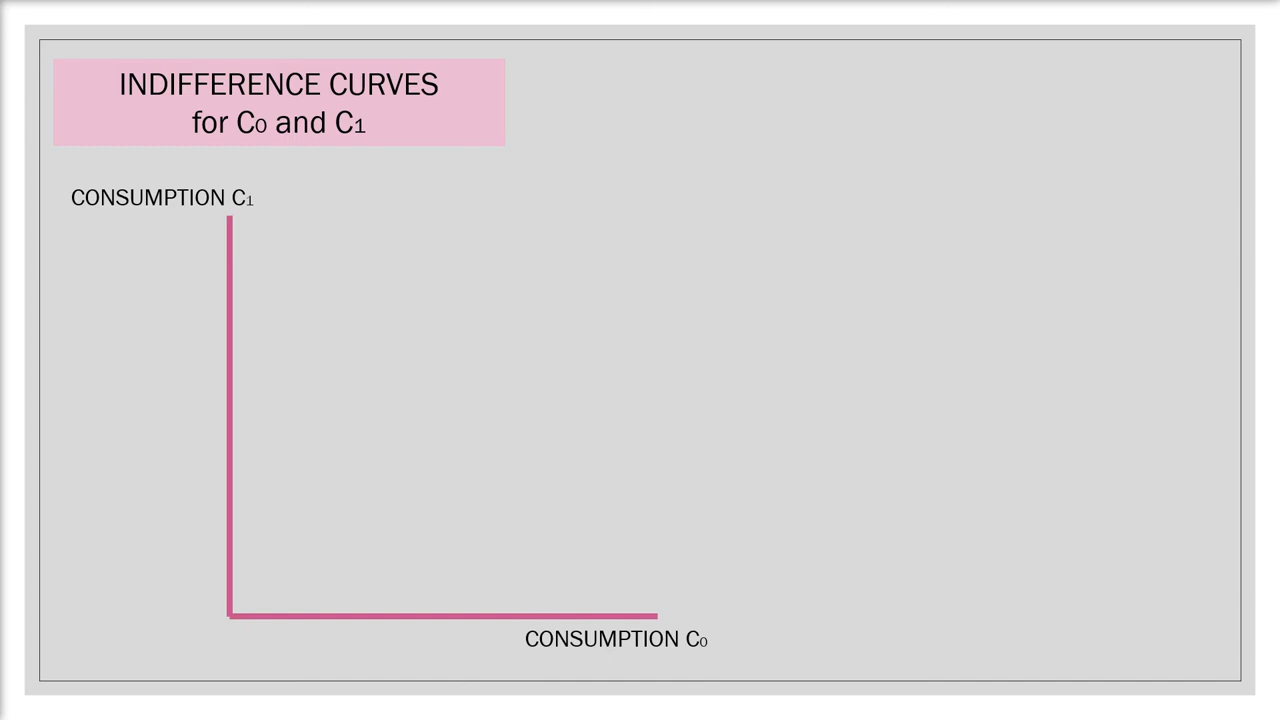 INDIFFERENCE CURVES
for C₀ and C₁
CONSUMPTION C₁
CONSUMPTION C₀